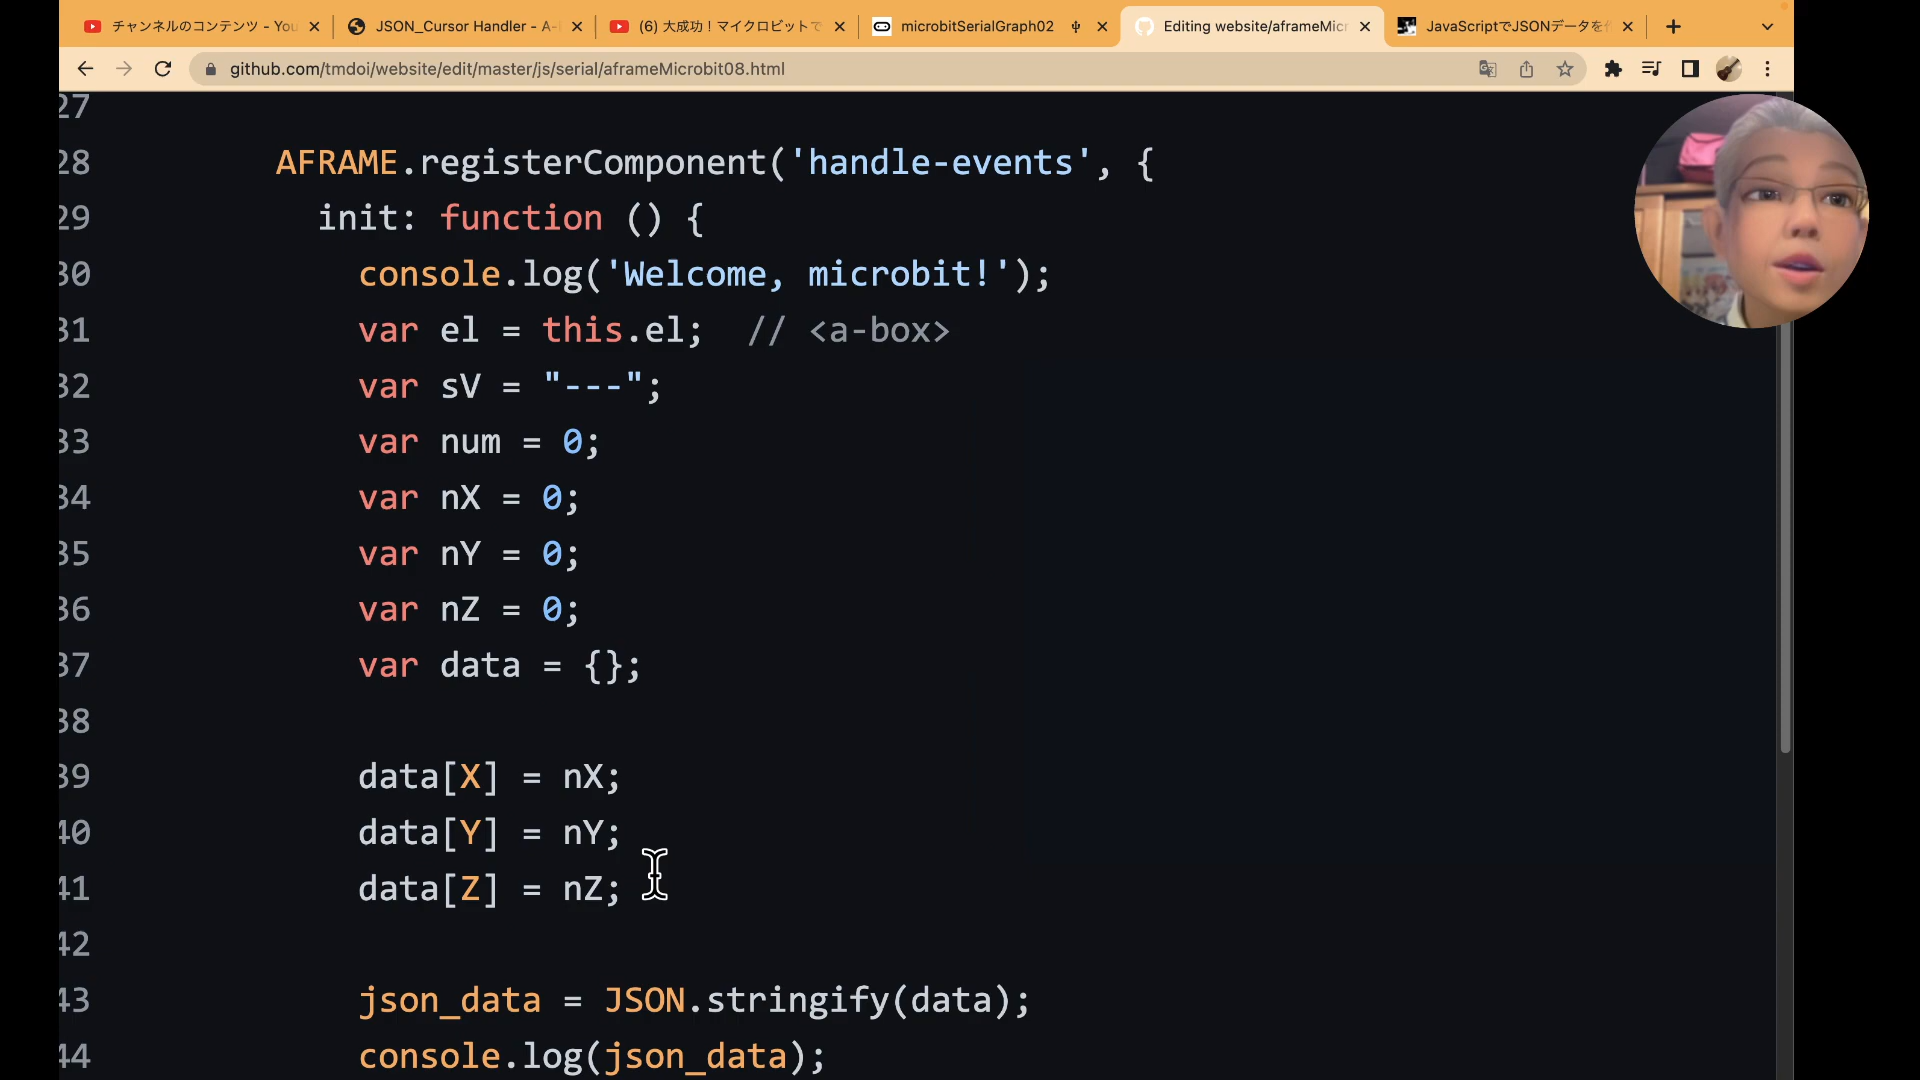 チャンネルのコンテンツ - You
JSON_Cursor Handler - A-
(6) 大成功！マイクロビットで
microbitSerialGraph02
Editing website/aframeMicr
JavaScriptでJSONデータを
github.com/tmdoi/website/edit/master/js/serial/aframeMicrobit08.html
27
28 AFRAME.registerComponent('handle-events', {
29 init: function () {
30 console.log('Welcome, microbit!');
31 var el = this.el;  // <a-box>
32 var sV = "---";
33 var num = 0;
34 var nX = 0;
35 var nY = 0;
36 var nZ = 0;
37 var data = {};
38
39 data[X] = nX;
40 data[Y] = nY;
41 data[Z] = nZ;
42
43 json_data = JSON.stringify(data);
44 console.log(json_data);